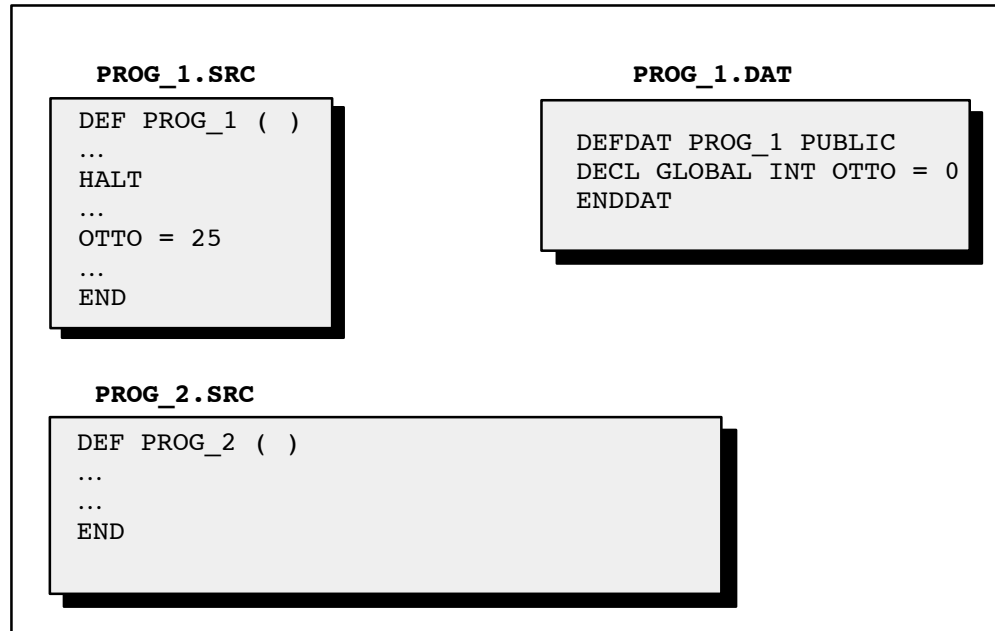 PROG_1.SRC
DEF PROG_1 ( )
...
HALT
...
OTTO = 25
...
END
PROG_1.DAT
DEFDAT PROG_1 PUBLIC
DECL GLOBAL INT OTTO = 0
ENDDAT
PROG_2.SRC
DEF PROG_2 ( )
...
...
END